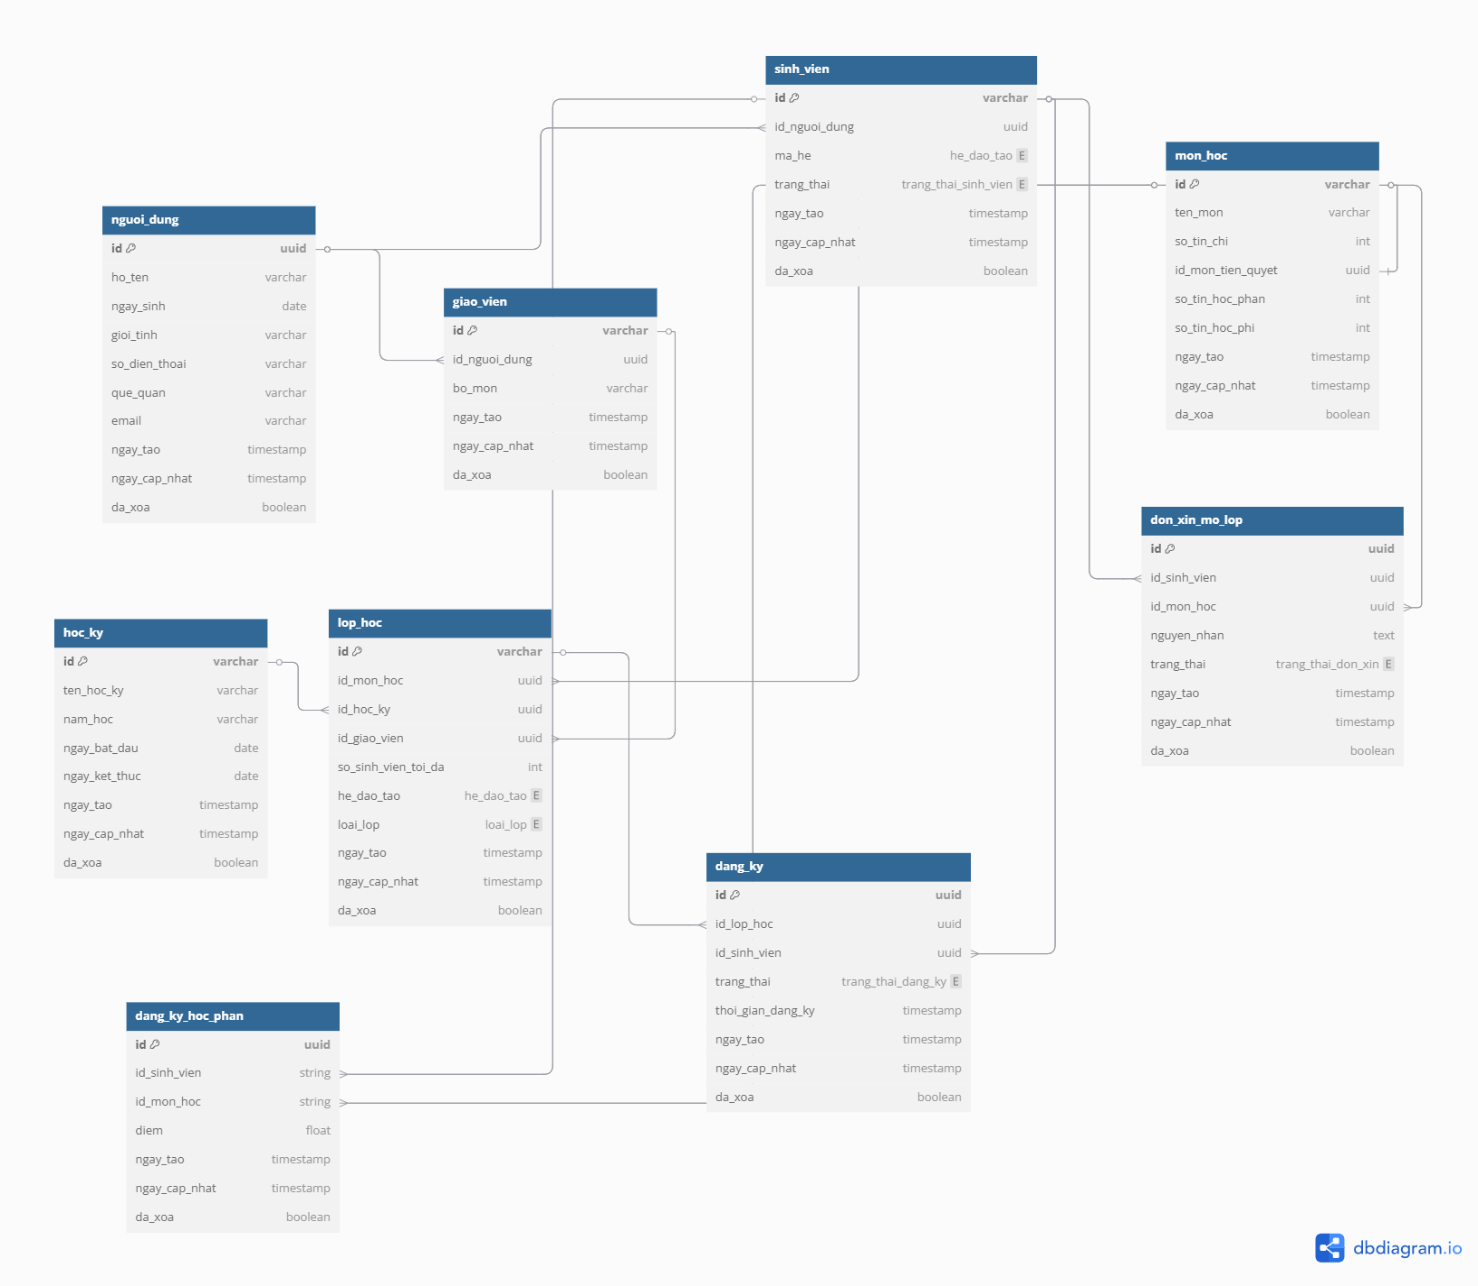 sinh_vien
id varchar
id_nguoi_dung uuid
ma_he he_dao_tao E
trang_thai trang_thai_sinh_vien E
ngay_tao timestamp
ngay_cap_nhat timestamp
da_xoa boolean
mon_hoc
id varchar
ten_mon varchar
so_tin_chi int
id_mon_tien_quyet uuid
so_tin_hoc_phan int
so_tin_hoc_phi int
ngay_tao timestamp
ngay_cap_nhat timestamp
da_xoa boolean
nguoi_dung
id uuid
ho_ten varchar
ngay_sinh date
gioi_tinh varchar
so_dien_thoai varchar
que_quan varchar
email varchar
ngay_tao timestamp
ngay_cap_nhat timestamp
da_xoa boolean
giao_vien
id varchar
id_nguoi_dung uuid
bo_mon varchar
ngay_tao timestamp
ngay_cap_nhat timestamp
da_xoa boolean
don_xin_mo_lop
id uuid
id_sinh_vien uuid
id_mon_hoc uuid
nguyen_nhan text
trang_thai trang_thai_don_xin E
ngay_tao timestamp
ngay_cap_nhat timestamp
da_xoa boolean
hoc_ky
id varchar
ten_hoc_ky varchar
nam_hoc varchar
ngay_bat_dau date
ngay_ket_thuc date
ngay_tao timestamp
ngay_cap_nhat timestamp
da_xoa boolean
lop_hoc
id varchar
id_mon_hoc uuid
id_hoc_ky uuid
id_giao_vien uuid
so_sinh_vien_toi_da int
he_dao_tao he_dao_tao E
loai_lop loai_lop E
ngay_tao timestamp
ngay_cap_nhat timestamp
da_xoa boolean
dang_ky
id uuid
id_lop_hoc uuid
id_sinh_vien uuid
trang_thai trang_thai_dang_ky E
thoi_gian_dang_ky timestamp
ngay_tao timestamp
ngay_cap_nhat timestamp
da_xoa boolean
dang_ky_hoc_phan
id uuid
id_sinh_vien string
id_mon_hoc string
diem float
ngay_tao timestamp
ngay_cap_nhat timestamp
da_xoa boolean
dbdiagram.io